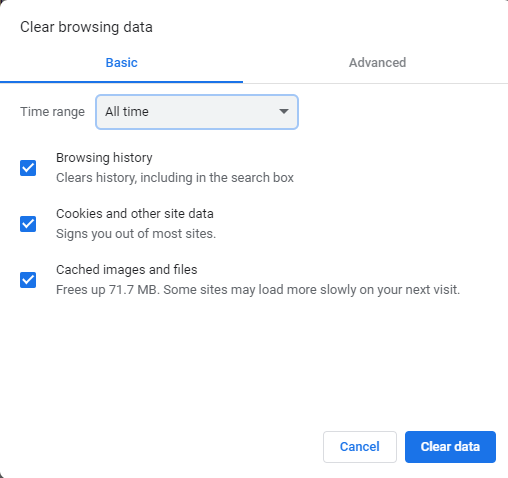 Clear browsing data
Basic
Advanced
Time range
All time
Browsing history
Clears history, including in the search box
Cookies and other site data
Signs you out of most sites.
Cached images and files
Frees up 71.7 MB. Some sites may load more slowly on your next visit.
Cancel
Clear data